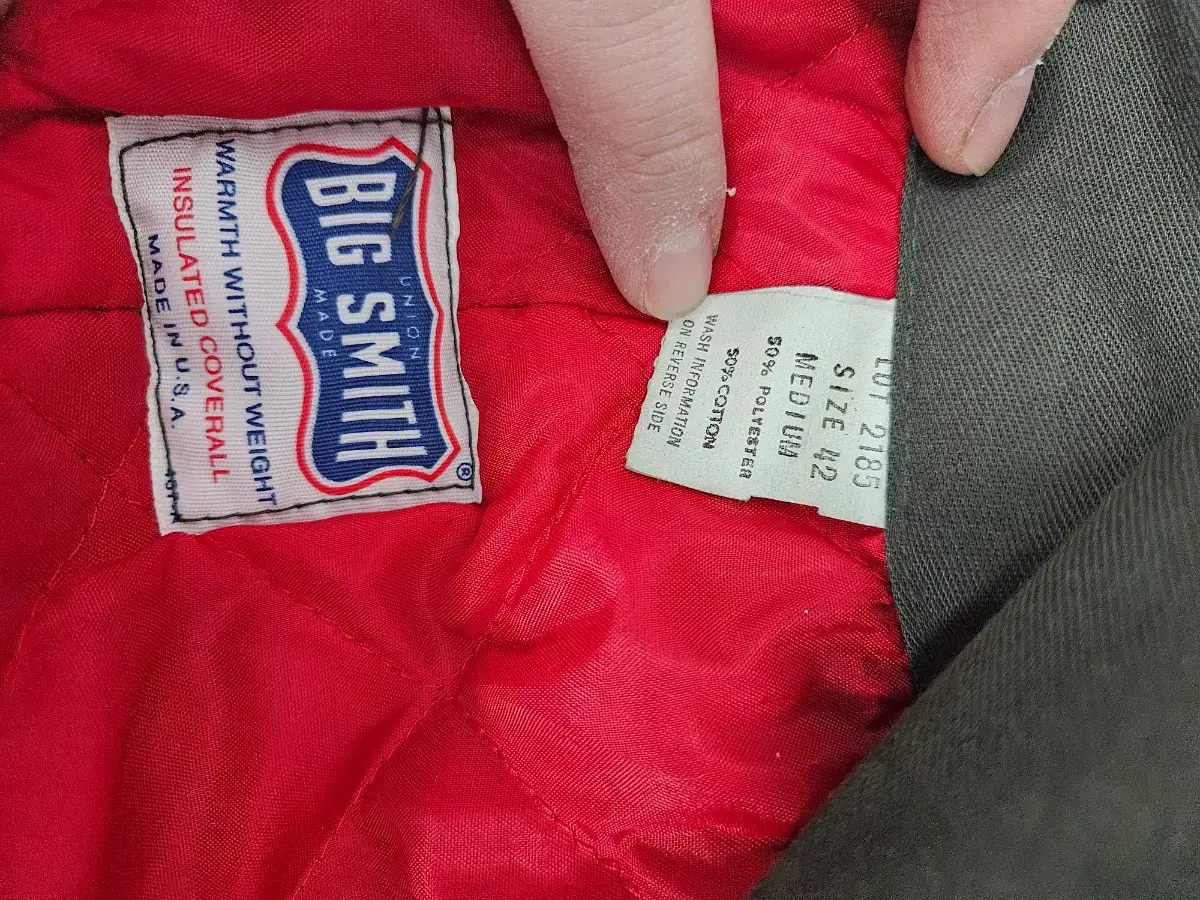 BIG SMITH
UNION
MADE
®
WARMTH WITHOUT WEIGHT
INSULATED COVERALL
MADE IN U.S.A.
LOT 2185
SIZE 42
MEDIUM
50% POLYESTER
50% COTTON
WASH INFORMATION
ON REVERSE SIDE